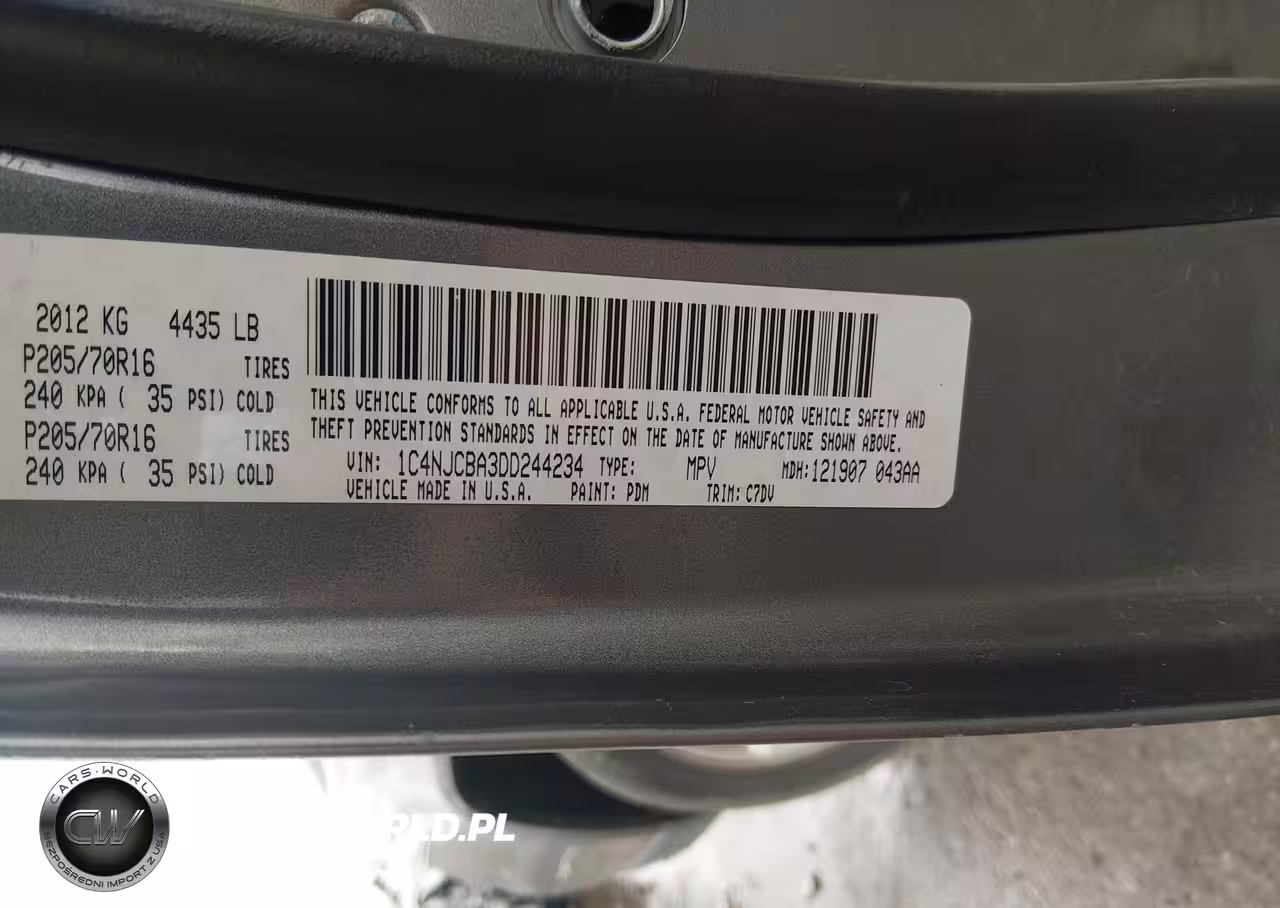 2012 KG 4435 LB
P205/70R16 TIRES
240 KPA ( 35 PSI) COLD
P205/70R16 TIRES
240 KPA ( 35 PSI) COLD
THIS VEHICLE CONFORMS TO ALL APPLICABLE U.S.A. FEDERAL MOTOR VEHICLE SAFETY AND
THEFT PREVENTION STANDARDS IN EFFECT ON THE DATE OF MANUFACTURE SHOWN ABOVE.
VIN: 1C4NJCBA3DD244234 TYPE: MPV MDH:121907 043AA
VEHICLE MADE IN U.S.A. PAINT: PDM TRIM: C7DV
CARS·WORLD
CW
BEZPOŚREDNI IMPORT Z USA
RLD.PL